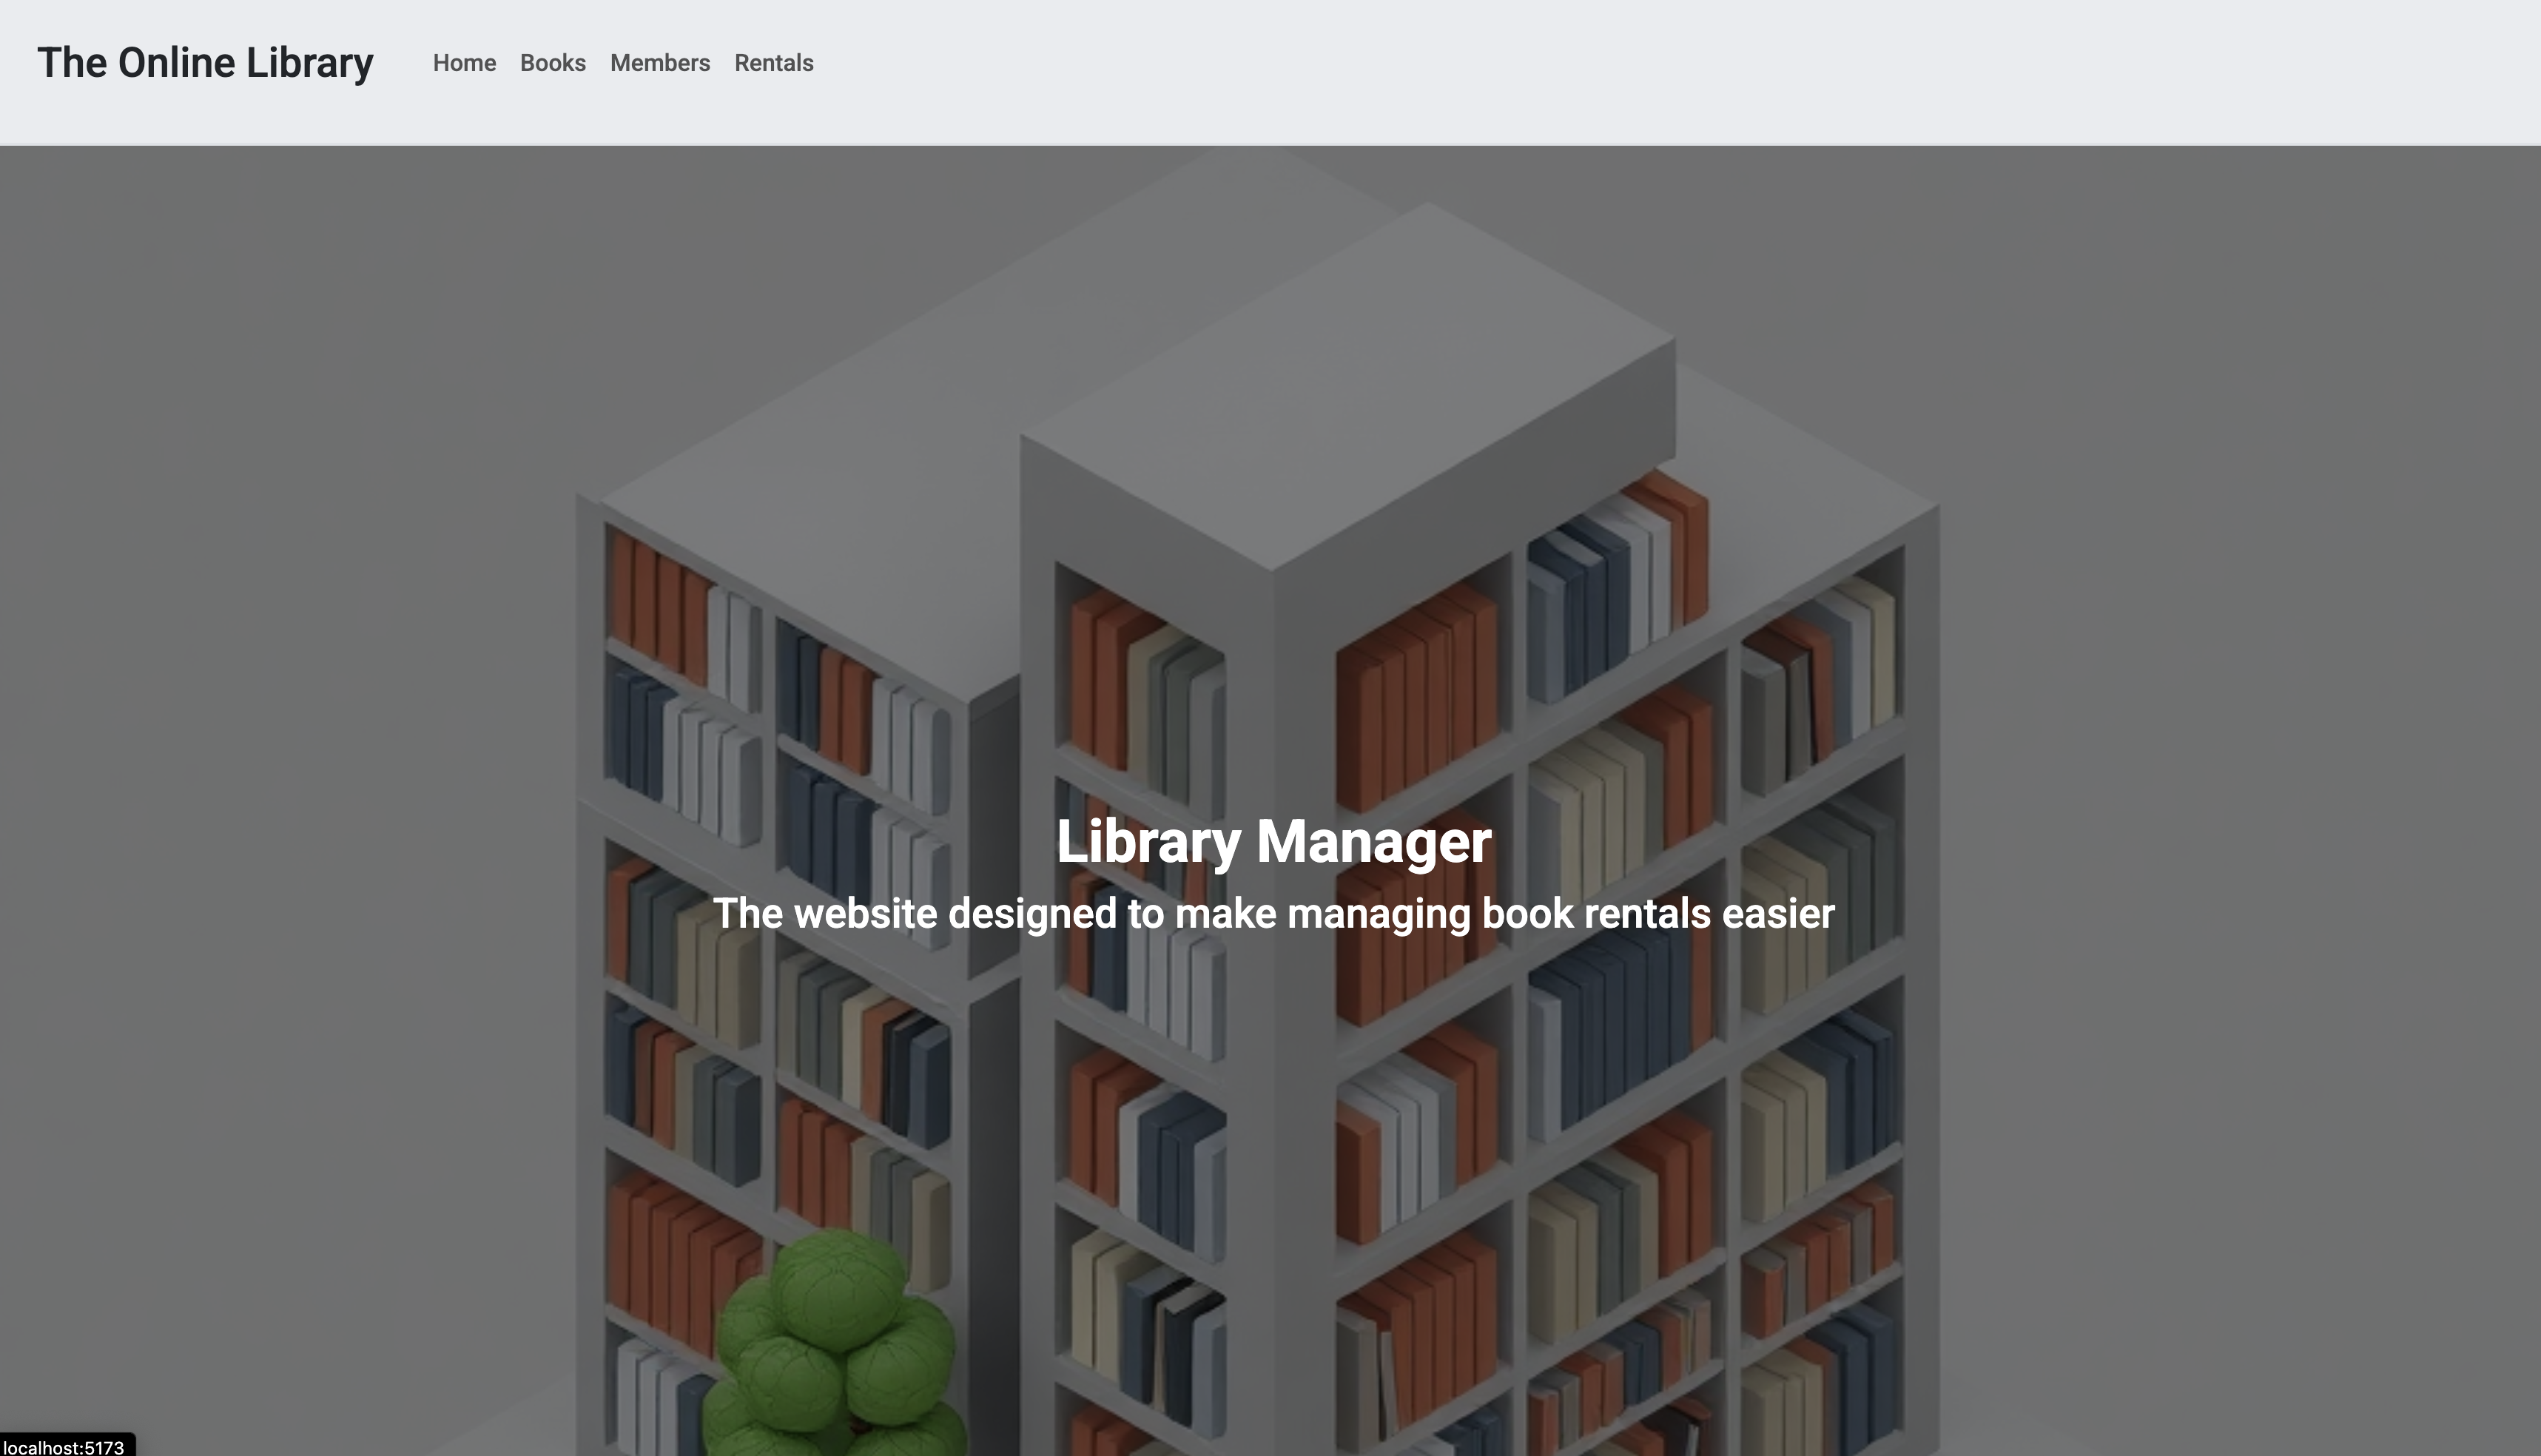 The Online Library
Home Books Members Rentals
Library Manager
The website designed to make managing book rentals easier
localhost:5173